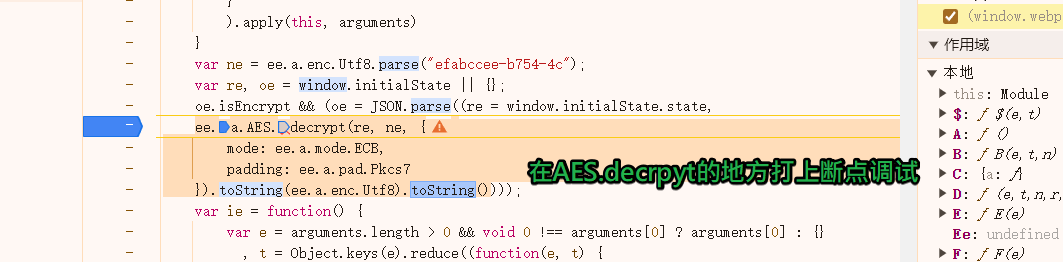 }
).apply(this, arguments)
}
var ne = ee.a.enc.Utf8.parse("efabccee-b754-4c");
var re, oe = window.initialState || {};
oe.isEncrypt && (oe = JSON.parse((re = window.initialState.state,
ee.a.AES.decrypt(re, ne, {
mode: ee.a.mode.ECB,
padding: ee.a.pad.Pkcs7
}).toString(ee.a.enc.Utf8).toString())));
var ie = function() {
var e = arguments.length > 0 && void 0 !== arguments[0] ? arguments[0] : {}
, t = Object.keys(e).reduce((function(e, t) {
在AES.decrpyt的地方打上断点调试
(window.webp
作用域
本地
this: Module
$: ƒ $(e,t)
A: ƒ ()
B: ƒ B(e,t,n)
C: {a: ƒ}
D: ƒ (e,t,n,r,
E: ƒ E(e)
Ee: undefined
F: ƒ F(e)